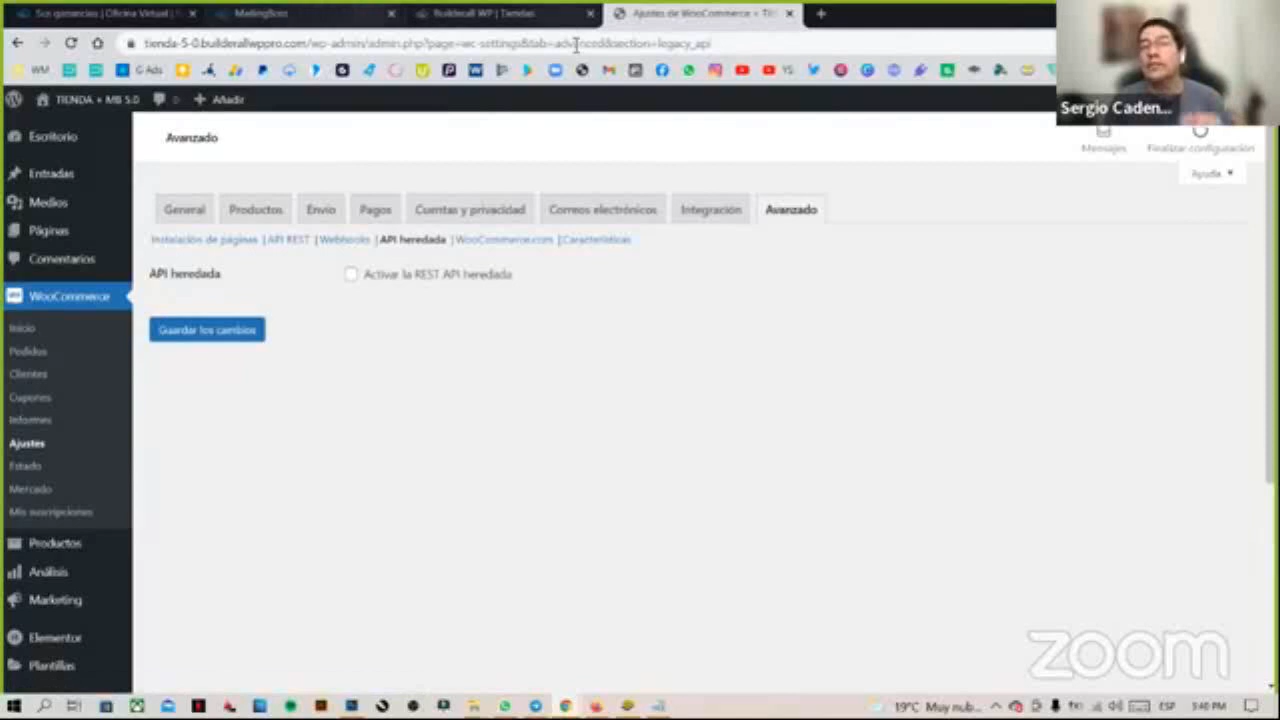 Sus ganancias | Oficina Virtual |
MailingBoss
Builderall WP | Tiendas
Ajustes de WooCommerce ‹ TIE
tienda-5-0.builderallwppro.com/wp-admin/admin.php?page=wc-settings&tab=advanced&section=legacy_api
WM
G Ads
YS
TIENDA + MB 5.0
0
Añadir
Sergio Caden...
Escritorio
Entradas
Medios
Páginas
Comentarios
WooCommerce
Inicio
Pedidos
Clientes
Cupones
Informes
Ajustes
Estado
Mercado
Mis suscripciones
Productos
Análisis
Marketing
Elementor
Plantillas
Avanzado
Mensajes
Finalizar configuración
Ayuda
General
Productos
Envío
Pagos
Cuentas y privacidad
Correos electrónicos
Integración
Avanzado
Instalación de páginas | API REST | Webhooks | API heredada | WooCommerce.com | Características
API heredada
Activar la REST API heredada
Guardar los cambios
zoom
19°C Muy nub...
ESP
5:40 PM